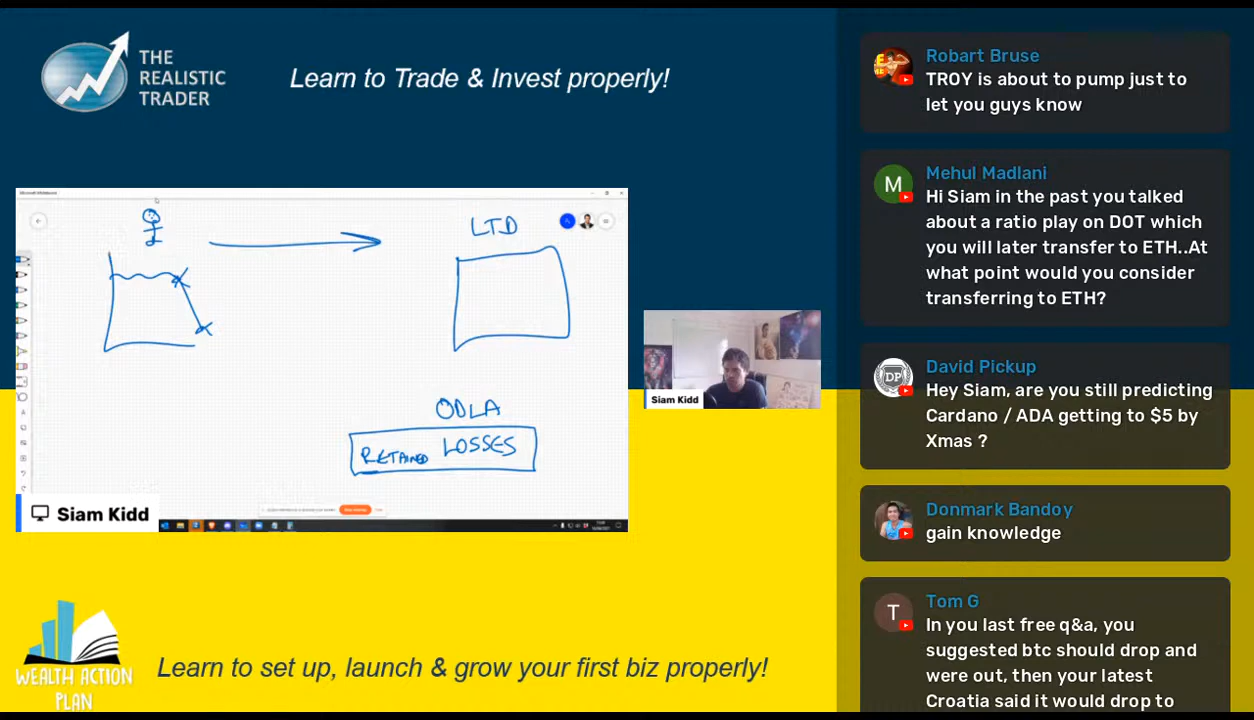 THE
REALISTIC
TRADER
Learn to Trade & Invest properly!
LTD
ODLA
RETAINED LOSSES
Siam Kidd
Siam Kidd
WEALTH ACTION
PLAN
Learn to set up, launch & grow your first biz properly!
Robart Bruse
TROY is about to pump just to
let you guys know
M
Mehul Madlani
Hi Siam in the past you talked
about a ratio play on DOT which
you will later transfer to ETH..At
what point would you consider
transferring to ETH?
DP
David Pickup
Hey Siam, are you still predicting
Cardano / ADA getting to $5 by
Xmas ?
Donmark Bandoy
gain knowledge
T
Tom G
In you last free q&a, you
suggested btc should drop and
were out, then your latest
Croatia said it would drop to